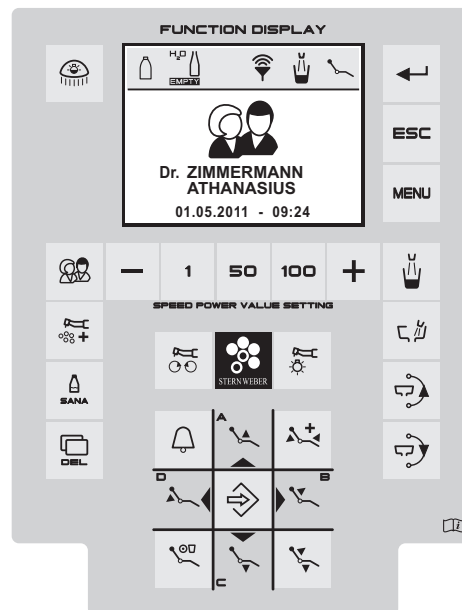 FUNCTION DISPLAY
H2O
EMPTY
Dr. ZIMMERMANN
ATHANASIUS
01.05.2011 - 09:24
ESC
MENU
− 1 50 100 +
SPEED POWER VALUE SETTING
+
SANA
STERN WEBER
DEL
A
+
D
B
C
i